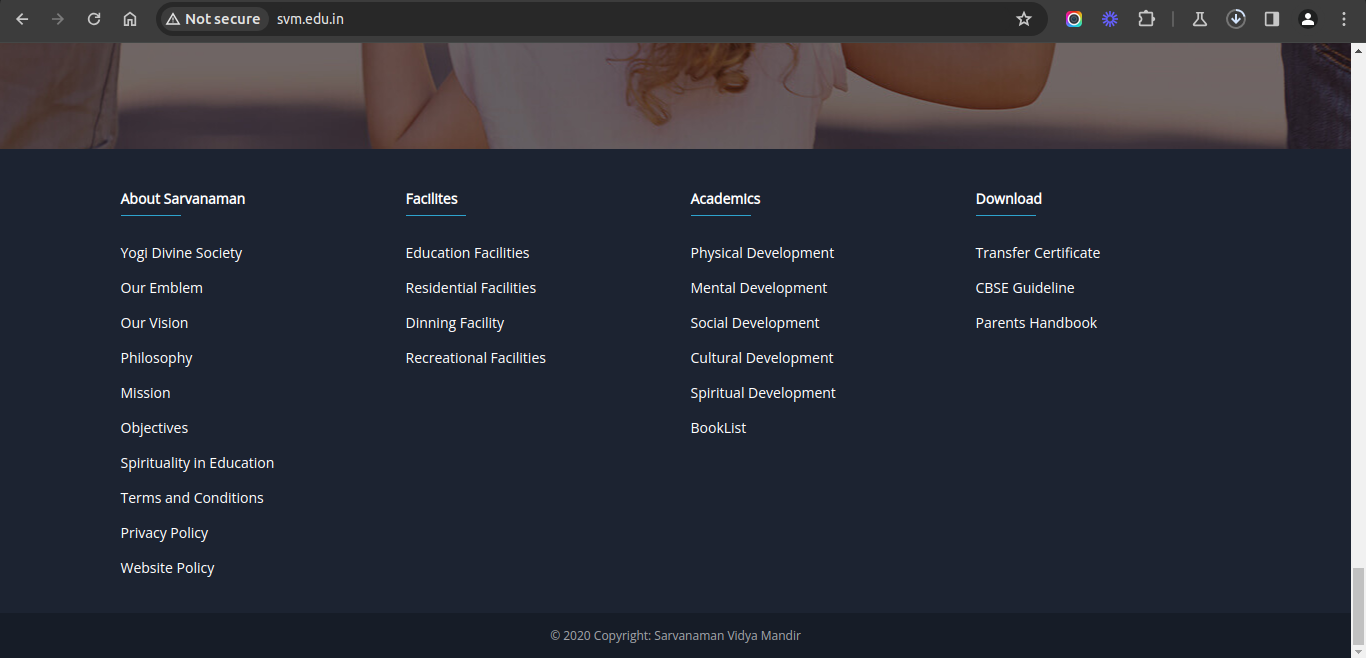 Not secure svm.edu.in
About Sarvanaman
Yogi Divine Society
Our Emblem
Our Vision
Philosophy
Mission
Objectives
Spirituality in Education
Terms and Conditions
Privacy Policy
Website Policy
Facilites
Education Facilities
Residential Facilities
Dinning Facility
Recreational Facilities
Academics
Physical Development
Mental Development
Social Development
Cultural Development
Spiritual Development
BookList
Download
Transfer Certificate
CBSE Guideline
Parents Handbook
© 2020 Copyright: Sarvanaman Vidya Mandir